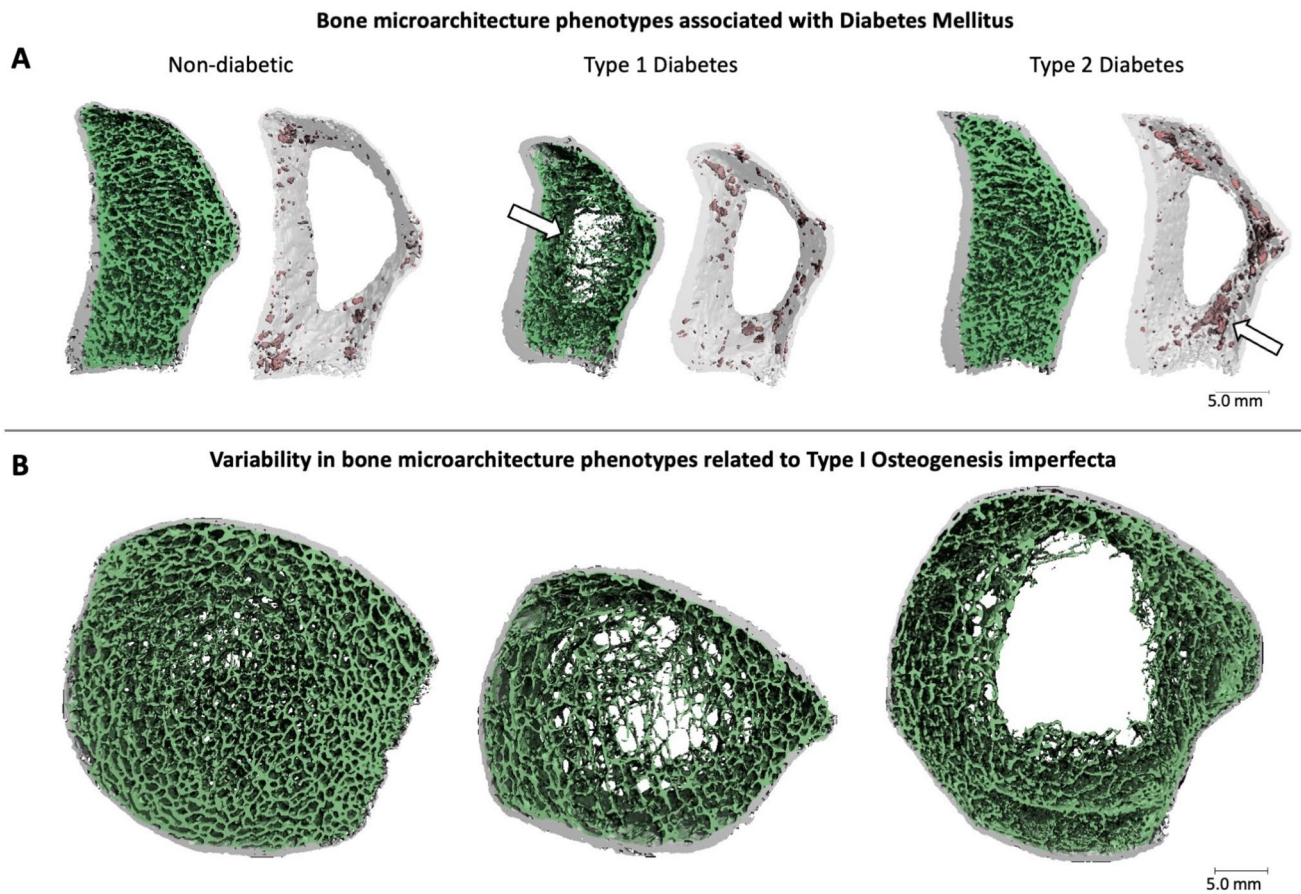 Bone microarchitecture phenotypes associated with Diabetes Mellitus
A
Non-diabetic
Type 1 Diabetes
Type 2 Diabetes
5.0 mm
B
Variability in bone microarchitecture phenotypes related to Type I Osteogenesis imperfecta
5.0 mm